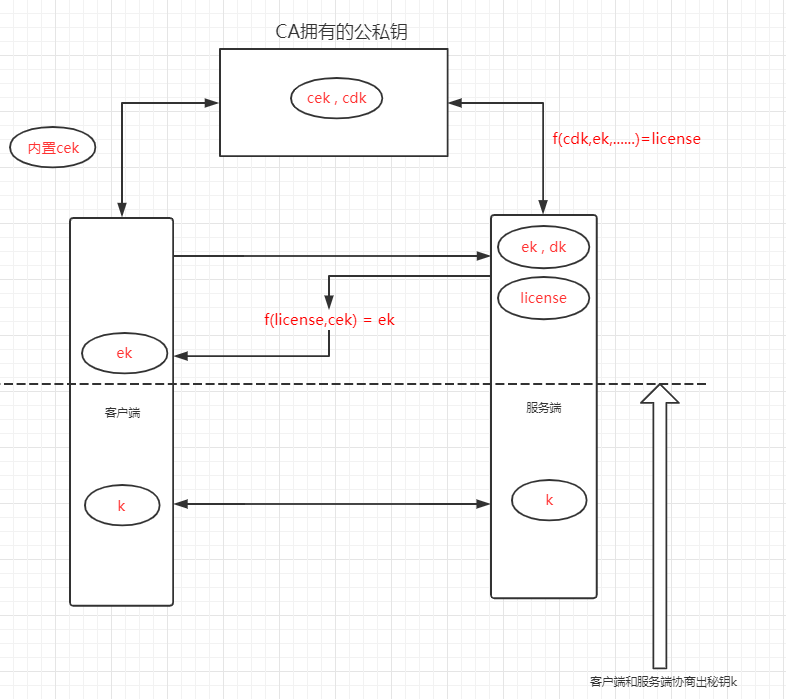 CA拥有的公私钥
cek , cdk
内置cek
f(cdk,ek,......)=license
ek , dk
license
f(license,cek) = ek
ek
客户端
服务端
k
k
客户端和服务端协商出秘钥k